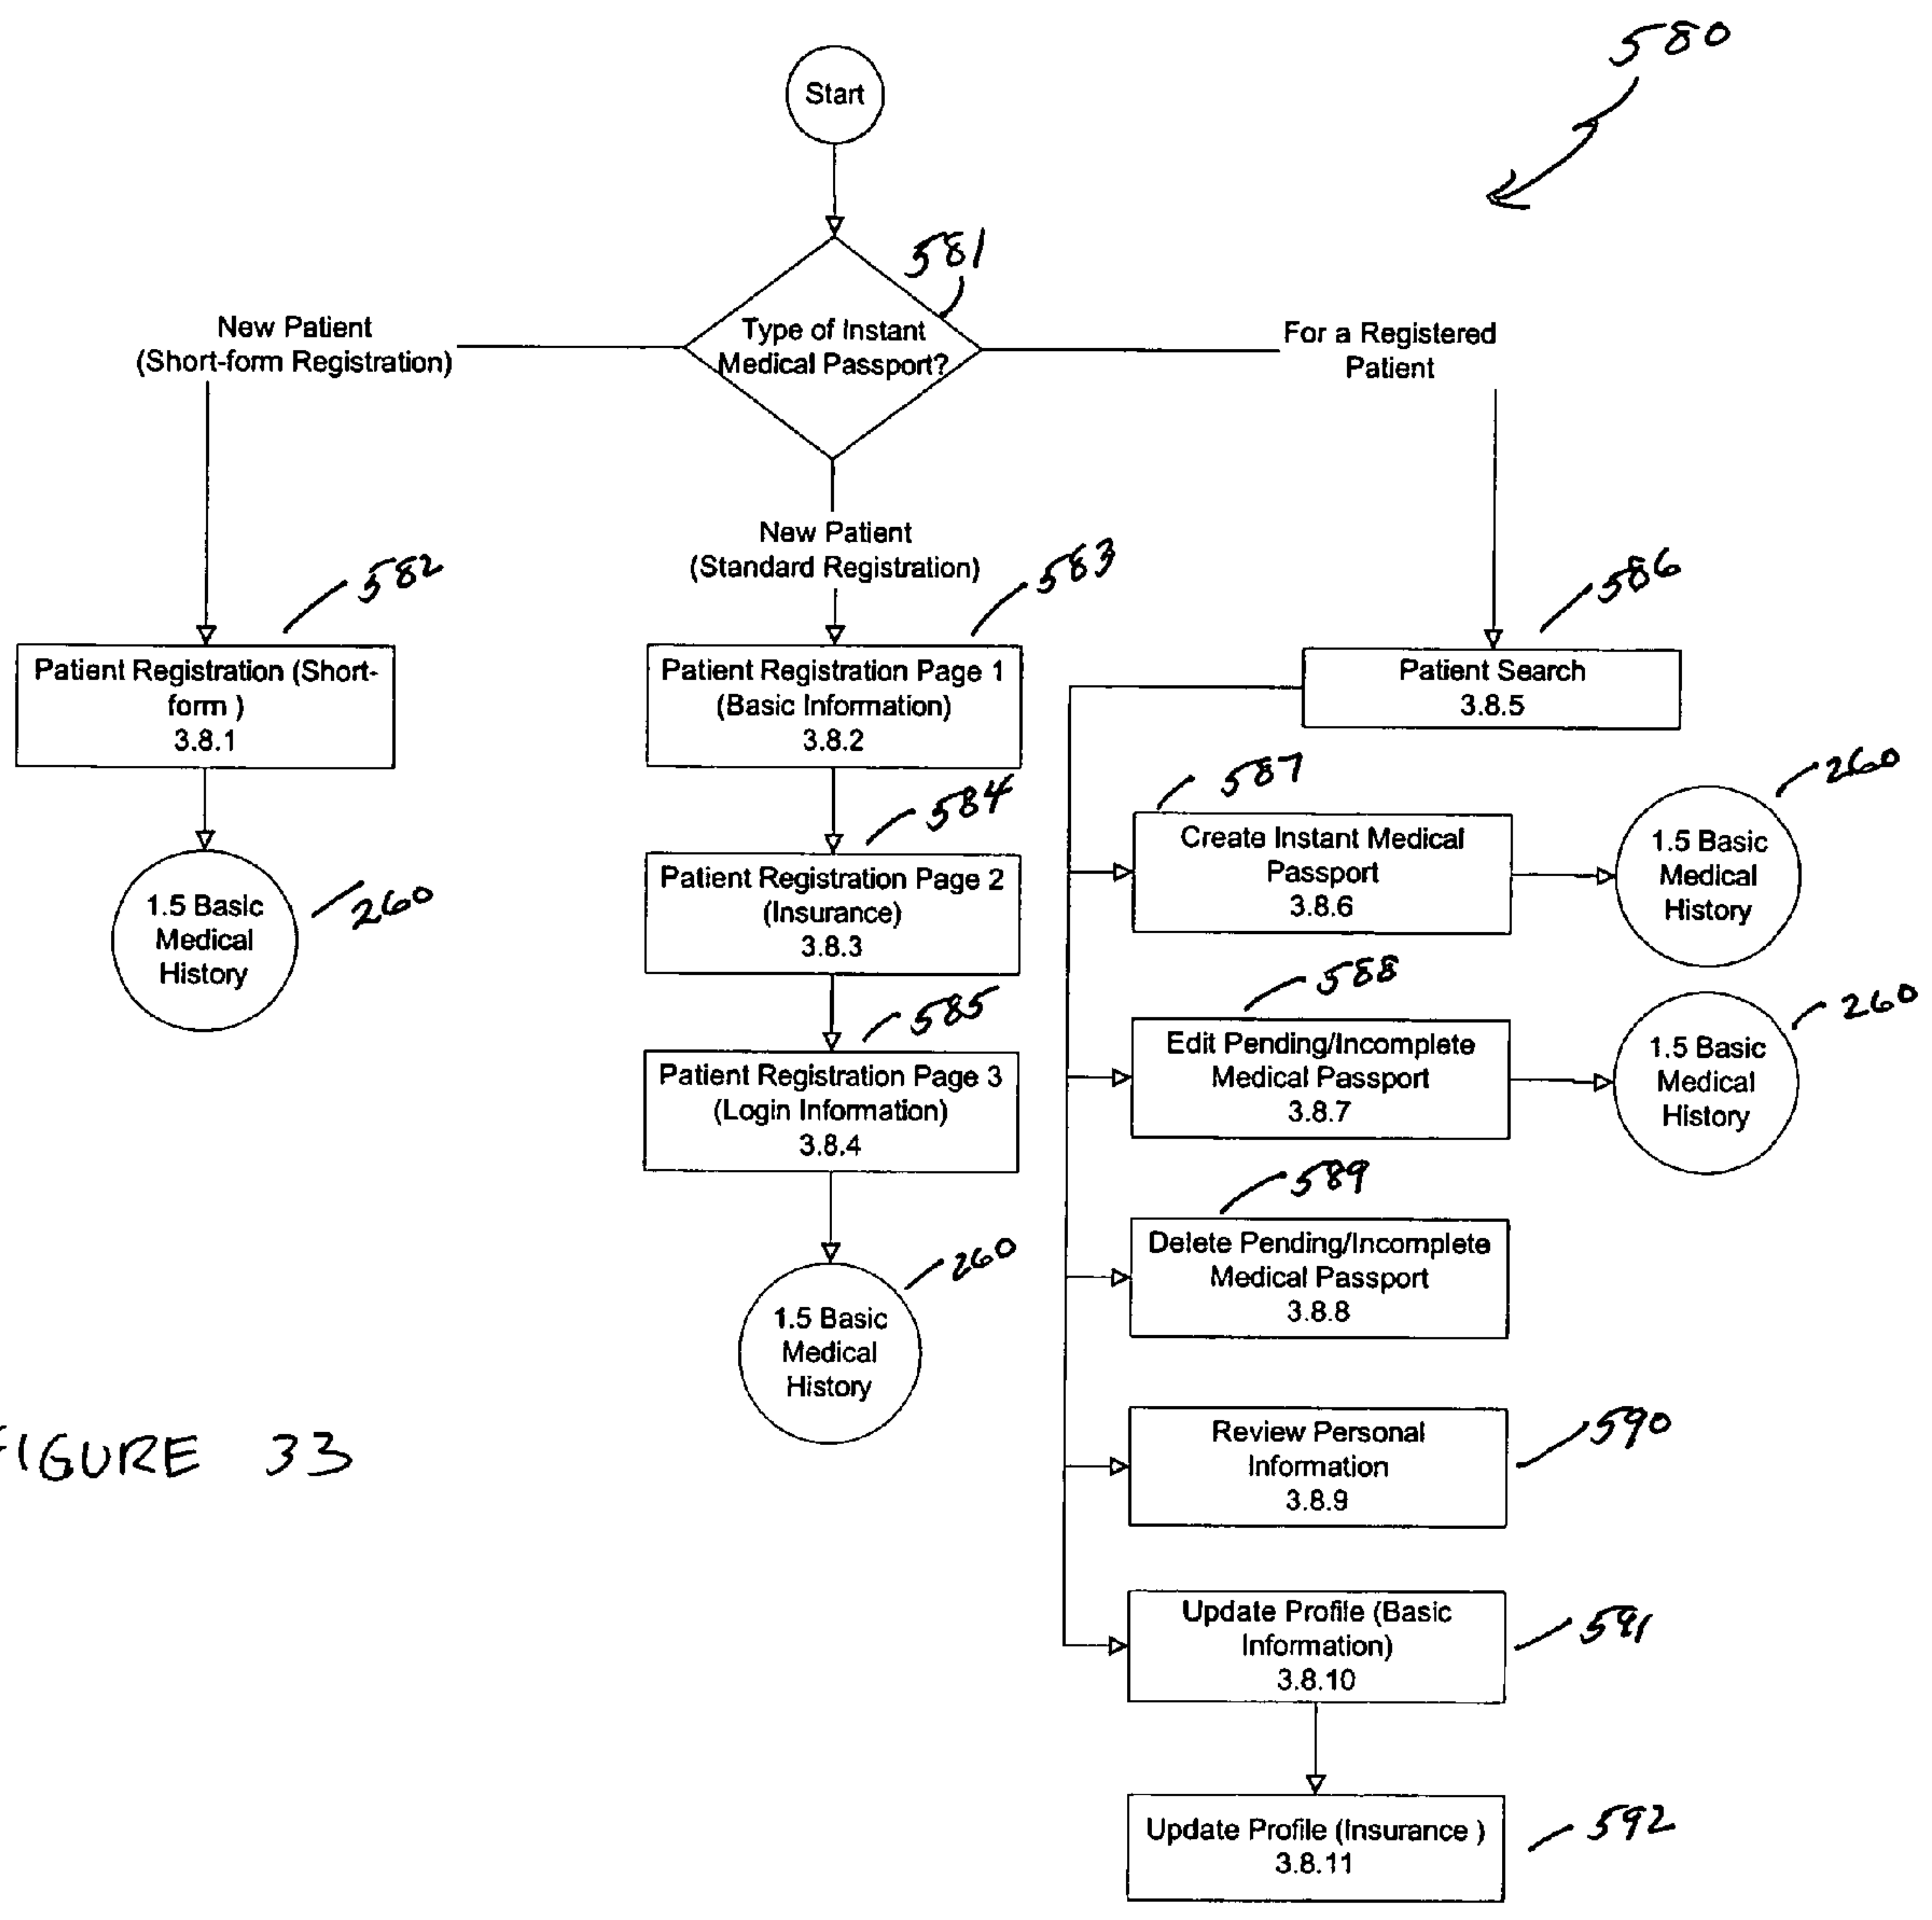 580
Start
581
Type of Instant
Medical Passport?
New Patient
(Short-form Registration)
For a Registered
Patient
New Patient
(Standard Registration)
582
Patient Registration (Short-
form )
3.8.1
260
1.5 Basic
Medical
History
583
Patient Registration Page 1
(Basic Information)
3.8.2
584
Patient Registration Page 2
(Insurance)
3.8.3
585
Patient Registration Page 3
(Login Information)
3.8.4
260
1.5 Basic
Medical
History
586
Patient Search
3.8.5
587
Create Instant Medical
Passport
3.8.6
260
1.5 Basic
Medical
History
588
Edit Pending/Incomplete
Medical Passport
3.8.7
260
1.5 Basic
Medical
History
589
Delete Pending/Incomplete
Medical Passport
3.8.8
590
Review Personal
Information
3.8.9
591
Update Profile (Basic
Information)
3.8.10
592
Update Profile (Insurance )
3.8.11
FIGURE 33